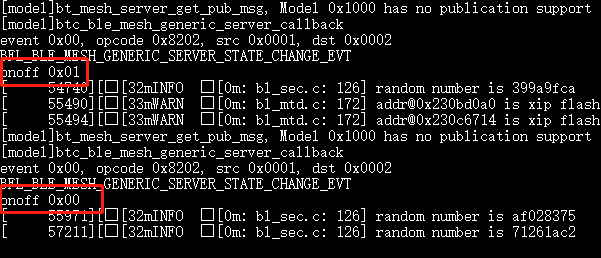 [model]bt_mesh_server_get_pub_msg, Model 0x1000 has no publication support
[model]btc_ble_mesh_generic_server_callback
event 0x00, opcode 0x8202, src 0x0001, dst 0x0002
BFL_BLE_MESH_GENERIC_SERVER_STATE_CHANGE_EVT
onoff 0x01
[     54740][□[32mINFO  □[0m: bl_sec.c: 126] random number is 399a9fca
[     55490][□[33mWARN  □[0m: bl_mtd.c: 172] addr@0x230bd0a0 is xip flash
[     55494][□[33mWARN  □[0m: bl_mtd.c: 172] addr@0x230c6714 is xip flash
[model]bt_mesh_server_get_pub_msg, Model 0x1000 has no publication support
[model]btc_ble_mesh_generic_server_callback
event 0x00, opcode 0x8202, src 0x0001, dst 0x0002
BFL_BLE_MESH_GENERIC_SERVER_STATE_CHANGE_EVT
onoff 0x00
[     55971][□[32mINFO  □[0m: bl_sec.c: 126] random number is af028375
[     57211][□[32mINFO  □[0m: bl_sec.c: 126] random number is 71261ac2